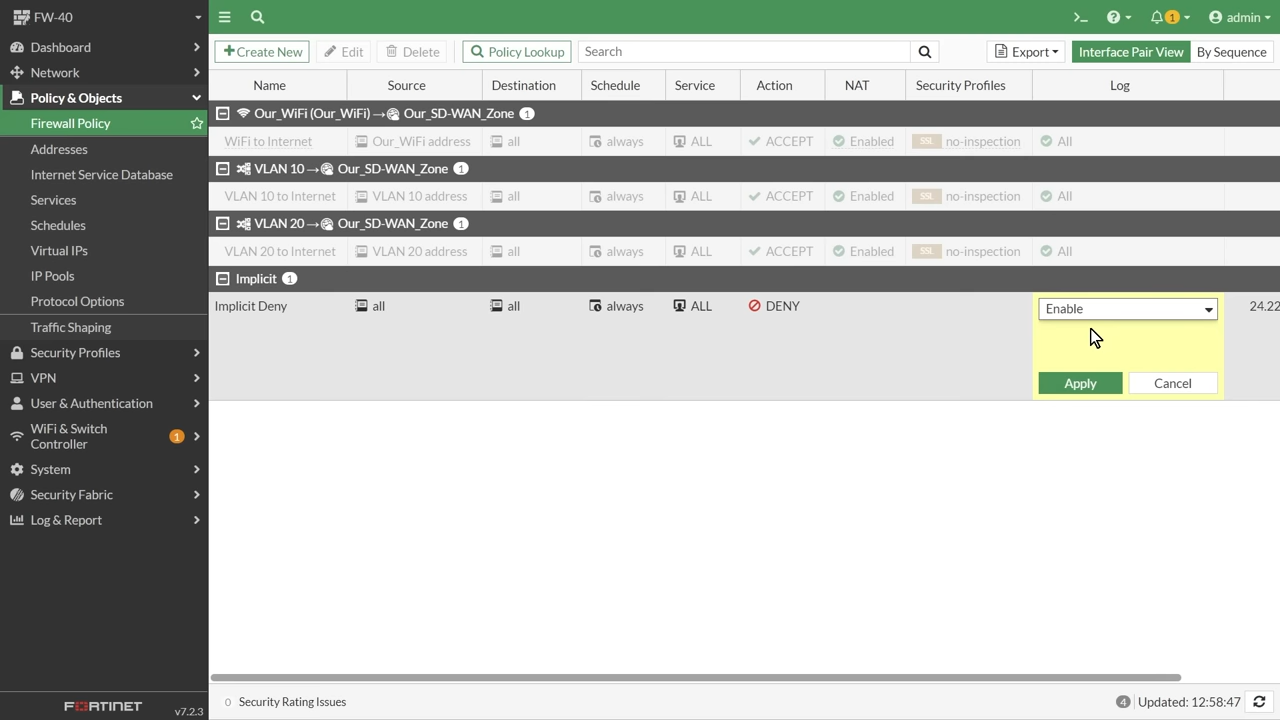 FW-40
admin
1
Dashboard
Network
Policy & Objects
Firewall Policy
Addresses
Internet Service Database
Services
Schedules
Virtual IPs
IP Pools
Protocol Options
Traffic Shaping
Security Profiles
VPN
User & Authentication
WiFi & Switch
Controller
1
System
Security Fabric
Log & Report
FORTINET
v7.2.3
Create New Edit Delete Policy Lookup Search Export Interface Pair View By Sequence
Name Source Destination Schedule Service Action NAT Security Profiles Log
Our_WiFi (Our_WiFi) → Our_SD-WAN_Zone 1
WiFi to Internet Our_WiFi address all always ALL ACCEPT Enabled SSL no-inspection All
VLAN 10 → Our_SD-WAN_Zone 1
VLAN 10 to Internet VLAN 10 address all always ALL ACCEPT Enabled SSL no-inspection All
VLAN 20 → Our_SD-WAN_Zone 1
VLAN 20 to Internet VLAN 20 address all always ALL ACCEPT Enabled SSL no-inspection All
Implicit 1
Implicit Deny all all always ALL DENY Enable 24.22
Apply Cancel
0 Security Rating Issues 4 Updated: 12:58:47